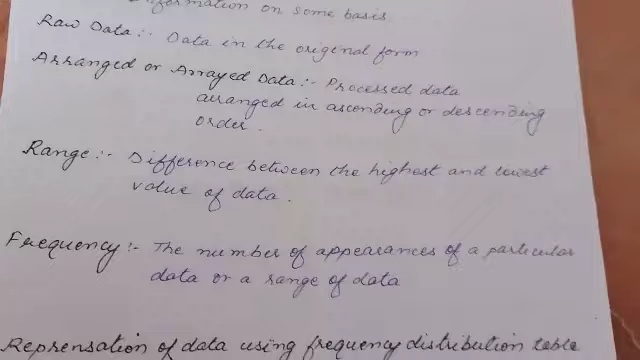 information on some basis
Raw Data :- Data in the original form
Arranged or Arrayed Data :- Processed data
arranged in ascending or descending
order.
Range :- Difference between the highest and lowest
value of data.
Frequency :- The number of appearances of a particular
data or a range of data
Reprensation of data using frequency distribution table